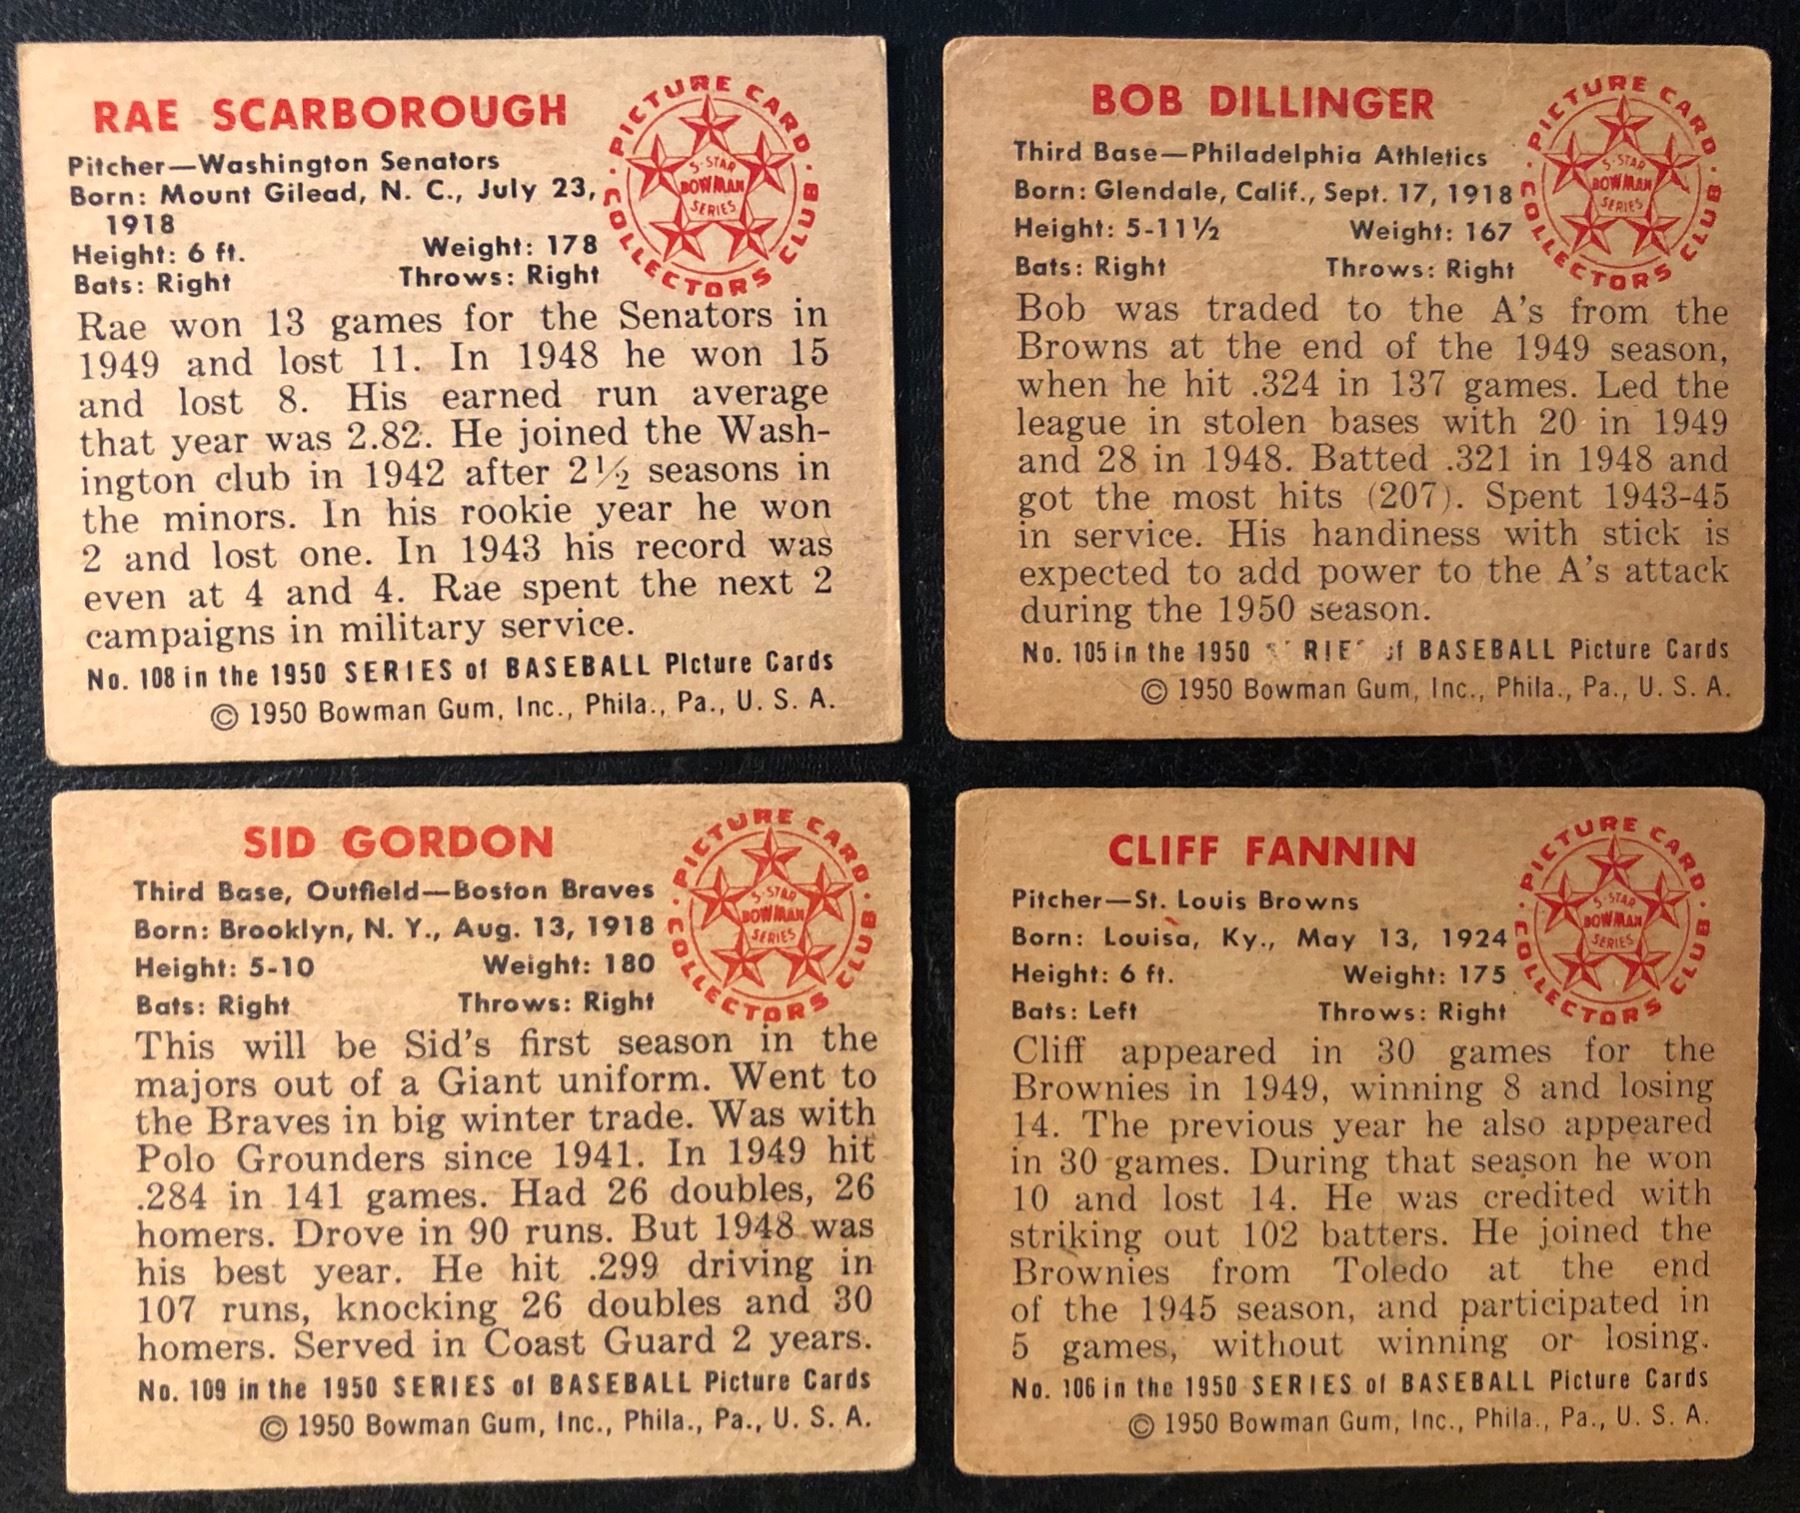 RAE SCARBOROUGH
Pitcher—Washington Senators
Born: Mount Gilead, N. C., July 23,
1918
Height: 6 ft. Weight: 178
Bats: Right Throws: Right
PICTURE CARD · COLLECTORS CLUB ·
5-STAR
BOWMAN
SERIES
Rae won 13 games for the Senators in
1949 and lost 11. In 1948 he won 15
and lost 8. His earned run average
that year was 2.82. He joined the Wash-
ington club in 1942 after 2½ seasons in
the minors. In his rookie year he won
2 and lost one. In 1943 his record was
even at 4 and 4. Rae spent the next 2
campaigns in military service.
No. 108 in the 1950 SERIES of BASEBALL Picture Cards
© 1950 Bowman Gum, Inc., Phila., Pa., U. S. A.
BOB DILLINGER
Third Base—Philadelphia Athletics
Born: Glendale, Calif., Sept. 17, 1918
Height: 5-11½ Weight: 167
Bats: Right Throws: Right
PICTURE CARD · COLLECTORS CLUB ·
5-STAR
BOWMAN
SERIES
Bob was traded to the A's from the
Browns at the end of the 1949 season,
when he hit .324 in 137 games. Led the
league in stolen bases with 20 in 1949
and 28 in 1948. Batted .321 in 1948 and
got the most hits (207). Spent 1943-45
in service. His handiness with stick is
expected to add power to the A's attack
during the 1950 season.
No. 105 in the 1950 BASEBALL Picture Cards
© 1950 Bowman Gum, Inc., Phila., Pa., U. S. A.
SID GORDON
Third Base, Outfield—Boston Braves
Born: Brooklyn, N. Y., Aug. 13, 1918
Height: 5-10 Weight: 180
Bats: Right Throws: Right
PICTURE CARD · COLLECTORS CLUB ·
5-STAR
BOWMAN
SERIES
This will be Sid's first season in the
majors out of a Giant uniform. Went to
the Braves in big winter trade. Was with
Polo Grounders since 1941. In 1949 hit
.284 in 141 games. Had 26 doubles, 26
homers. Drove in 90 runs. But 1948 was
his best year. He hit .299 driving in
107 runs, knocking 26 doubles and 30
homers. Served in Coast Guard 2 years.
No. 109 in the 1950 SERIES of BASEBALL Picture Cards
© 1950 Bowman Gum, Inc., Phila., Pa., U. S. A.
CLIFF FANNIN
Pitcher—St. Louis Browns
Born: Louisa, Ky., May 13, 1924
Height: 6 ft. Weight: 175
Bats: Left Throws: Right
PICTURE CARD · COLLECTORS CLUB ·
5-STAR
BOWMAN
SERIES
Cliff appeared in 30 games for the
Brownies in 1949, winning 8 and losing
14. The previous year he also appeared
in 30 games. During that season he won
10 and lost 14. He was credited with
striking out 102 batters. He joined the
Brownies from Toledo at the end
of the 1945 season, and participated in
5 games, without winning or losing.
No. 106 in the 1950 SERIES of BASEBALL Picture Cards
© 1950 Bowman Gum, Inc., Phila., Pa., U. S. A.